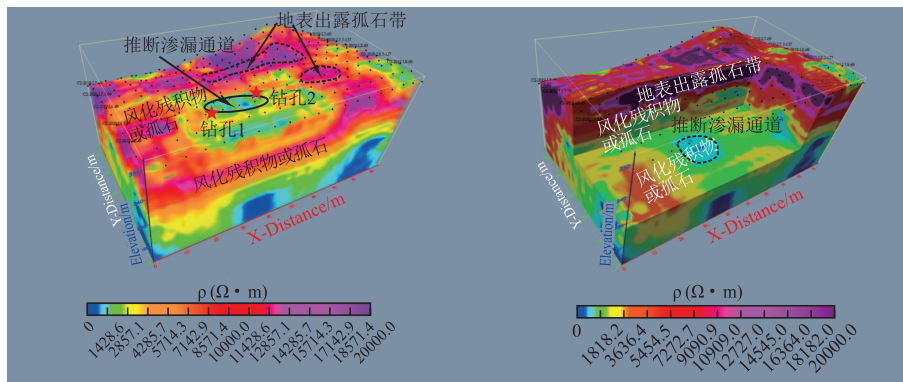 地表出露孤石带
推断渗漏通道
风化残积物
或孤石
钻孔2
钻孔1
风化残积物或孤石
Y-Distance/m
Elevation/m
X-Distance/m
ρ (Ω·m)
0
14428.6
2857.1
4285.7
5714.3
7142.9
8571.4
10000.0
11428.6
12857.1
14285.7
15714.3
17142.9
18571.4
20000.0
地表出露孤石带
风化残积物
或孤石
推断渗漏通道
风化残积物
或孤石
Y-Distance/m
Elevation/m
X-Distance/m
ρ (Ω·m)
0
1818.2
3636.4
5454.5
7272.7
9090.9
10909.0
12727.0
14545.0
16364.0
18182.0
20000.0